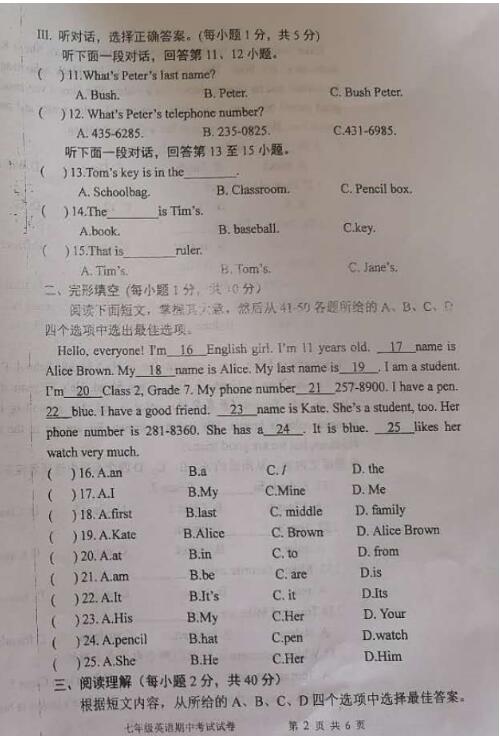 III. 听对话，选择正确答案。(每小题1分，共5分)
听下面一段对话，回答第11、12小题。
( )11.What's Peter's last name?
A. Bush. B. Peter. C. Bush Peter.
( )12. What's Peter's telephone number?
A. 435-6285. B. 235-0825. C.431-6985.
听下面一段对话，回答第13至15小题。
( )13.Tom's key is in the________.
A. Schoolbag. B. Classroom. C. Pencil box.
( )14.The________is Tim's.
A.book. B. baseball. C.key.
( )15.That is________ruler.
A. Tim's. B. Tom's. C. Jane's.
二、完形填空 (每小题1分，共10分)
阅读下面短文，掌握其大意，然后从41-50各题所给的A、B、C、D
四个选项中选出最佳选项。
Hello, everyone! I'm__16__English girl. I'm 11 years old. __17__name is
Alice Brown. My__18__name is Alice. My last name is__19__. I am a student.
I'm__20__Class 2, Grade 7. My phone number__21__257-8900. I have a pen.
__22__blue. I have a good friend. __23__name is Kate. She's a student, too. Her
phone number is 281-8360. She has a__24__. It is blue. __25__likes her
watch very much.
( )16. A.an B.a C. / D. the
( )17. A.I B.My C.Mine D. Me
( )18. A.first B.last C. middle D. family
( )19. A.Kate B.Alice C. Brown D. Alice Brown
( )20. A.at B.in C. to D. from
( )21. A.am B.be C. are D.is
( )22. A.It B.It's C. it D.Its
( )23. A.His B.My C.Her D. Your
( )24. A.pencil B.hat C.pen D.watch
( )25. A.She B.He C.Her D.Him
三、阅读理解（每小题2分，共40分）
根据短文内容，从所给的A、B、C、D四个选项中选择最佳答案。
七年级英语期中考试试卷 第2页共6页